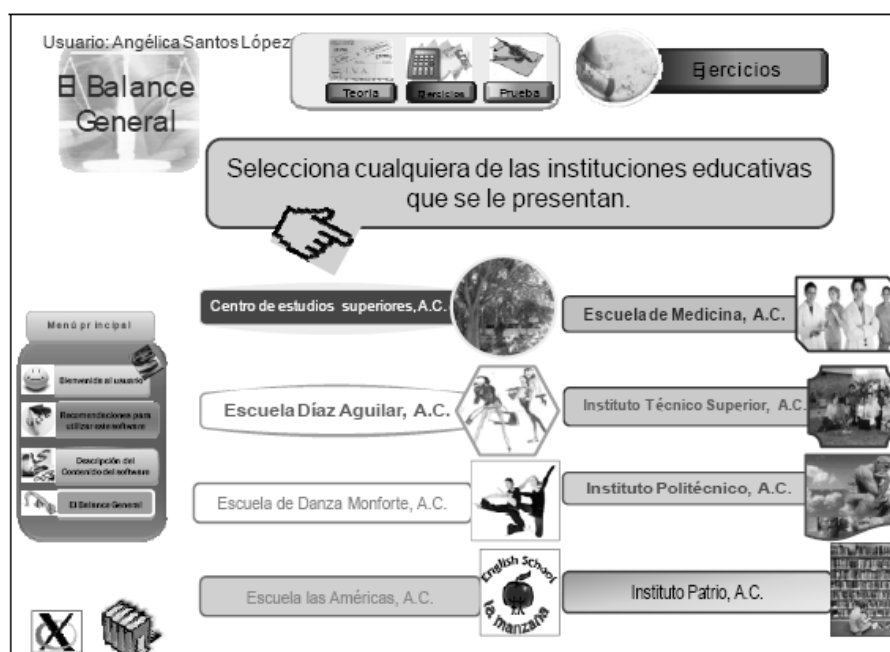 Usuario: Angélica Santos López
El Balance
General
Teoría
Ejercicios
Prueba
Ejercicios
Selecciona cualquiera de las instituciones educativas
que se le presentan.
Centro de estudios superiores, A.C.
Escuela de Medicina, A.C.
Escuela Díaz Aguilar, A.C.
Instituto Técnico Superior, A.C.
Escuela de Danza Monforte, A.C.
Instituto Politécnico, A.C.
Escuela las Américas, A.C.
English School
la manzana
Instituto Patrio, A.C.
Menú principal
Bienvenida al usuario
Recomendaciones para
utilizar este software
Descripción del
Contenido del software
El Balance General